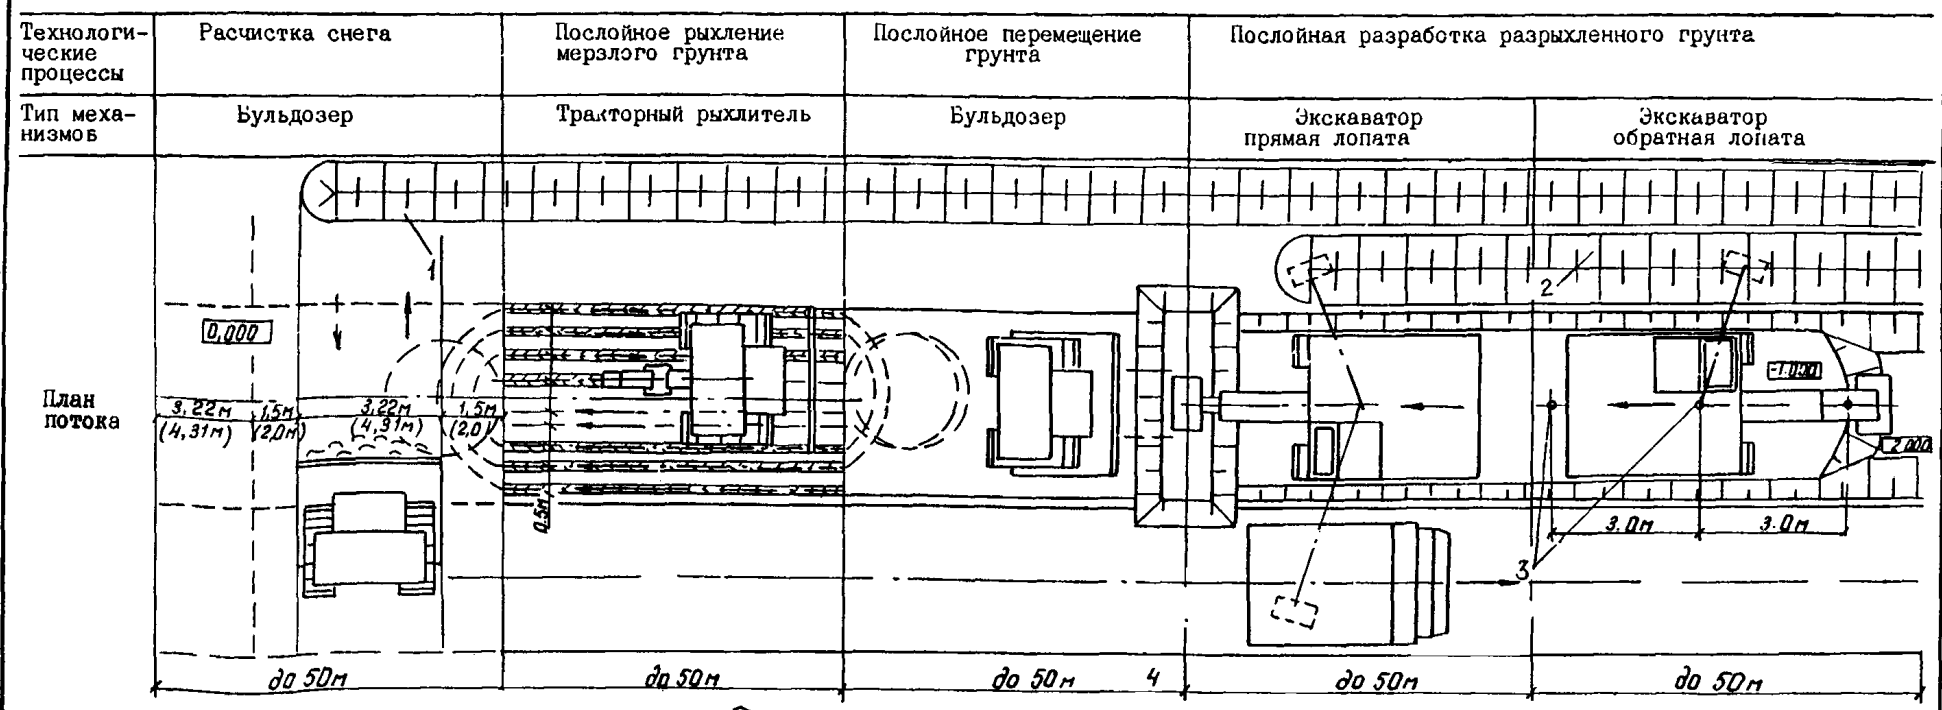 Технологи-
ческие
процессы
Расчистка снега
Послойное рыхление
мерзлого грунта
Послойное перемещение
грунта
Послойная разработка разрыхленного грунта
Тип меха-
низмов
Бульдозер
Тракторный рыхлитель
Бульдозер
Экскаватор
прямая лопата
Экскаватор
обратная лопата
1
2
0,000
-1.000
План
потока
3,22м
(4,31м)
1,5м
(2,0м)
3,22м
(4,31м)
1,5м
(2,0)
2.000
0,5м
3.0м
3.0м
3
до 50м
до 50м
до 50м
4
до 50м
до 50м